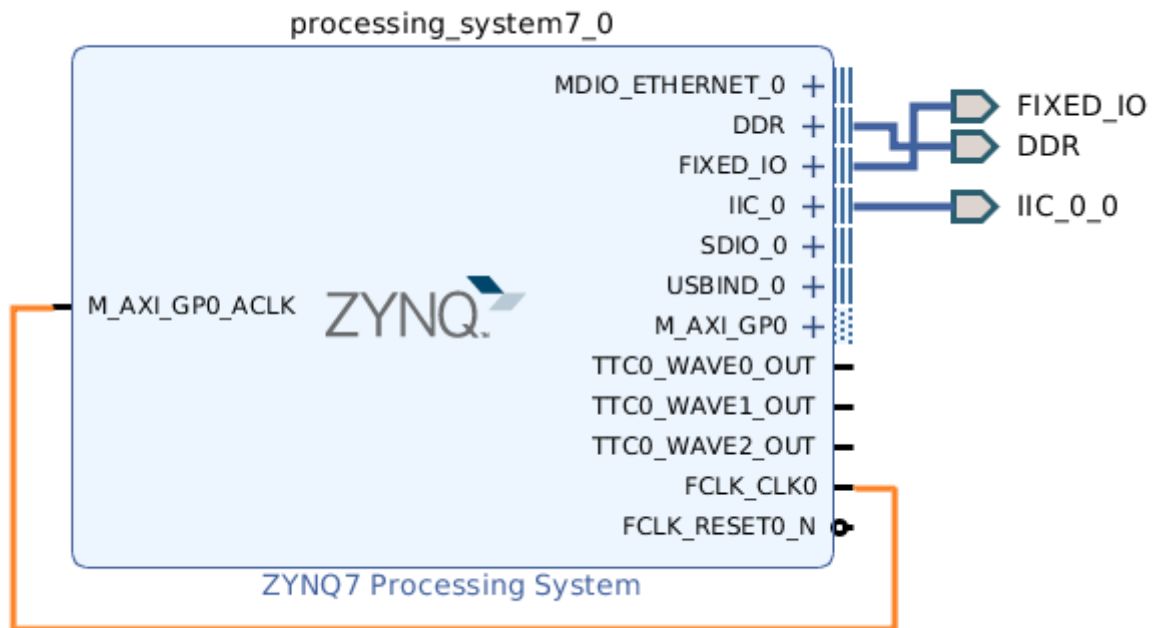 processing_system7_0
MDIO_ETHERNET_0
DDR
FIXED_IO
IIC_0
SDIO_0
USBIND_0
M_AXI_GP0
TTC0_WAVE0_OUT
TTC0_WAVE1_OUT
TTC0_WAVE2_OUT
FCLK_CLK0
FCLK_RESET0_N
M_AXI_GP0_ACLK
ZYNQ
ZYNQ7 Processing System
FIXED_IO
DDR
IIC_0_0